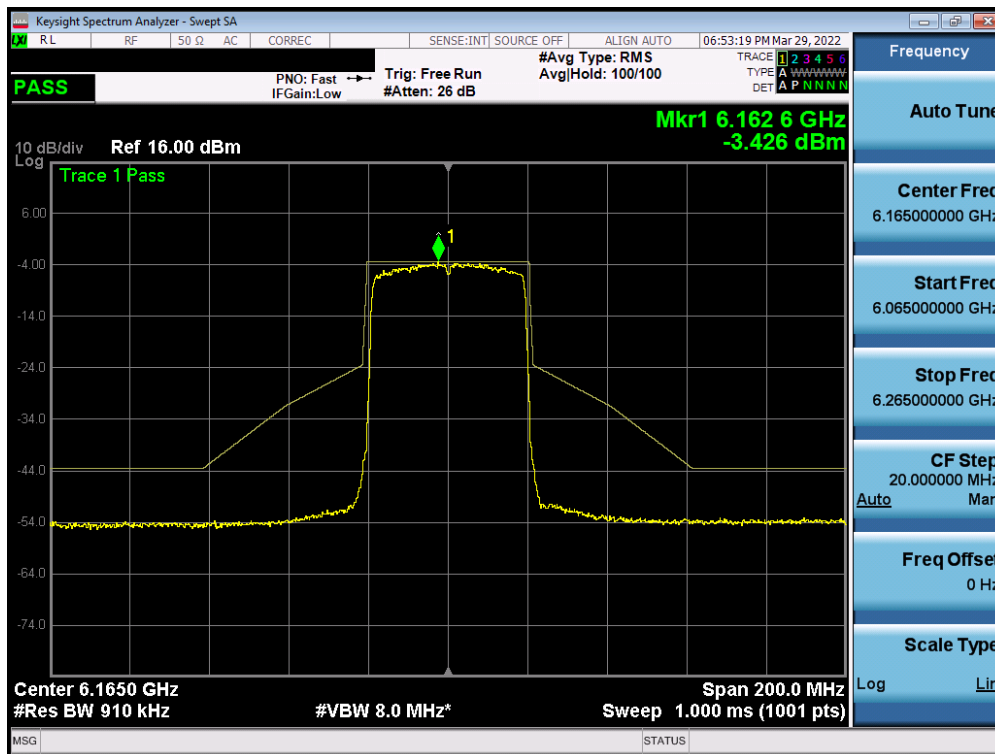 Keysight Spectrum Analyzer - Swept SA
LXI RL RF 50 Ω AC CORREC SENSE:INT SOURCE OFF ALIGN AUTO 06:53:19 PM Mar 29, 2022
Frequency
PASS
PNO: Fast
IFGain:Low
Trig: Free Run
#Atten: 26 dB
#Avg Type: RMS
Avg|Hold: 100/100
TRACE 1 2 3 4 5 6
TYPE A WWWWW
DET A P N N N N
Auto Tune
Mkr1 6.162 6 GHz
-3.426 dBm
10 dB/div Ref 16.00 dBm
Log
Trace 1 Pass
1
6.00
-4.00
-14.0
-24.0
-34.0
-44.0
-54.0
-64.0
-74.0
Center Freq
6.165000000 GHz
Start Freq
6.065000000 GHz
Stop Freq
6.265000000 GHz
CF Step
20.000000 MHz
Auto Man
Freq Offset
0 Hz
Scale Type
Log Lin
Center 6.1650 GHz Span 200.0 MHz
#Res BW 910 kHz #VBW 8.0 MHz* Sweep 1.000 ms (1001 pts)
MSG STATUS